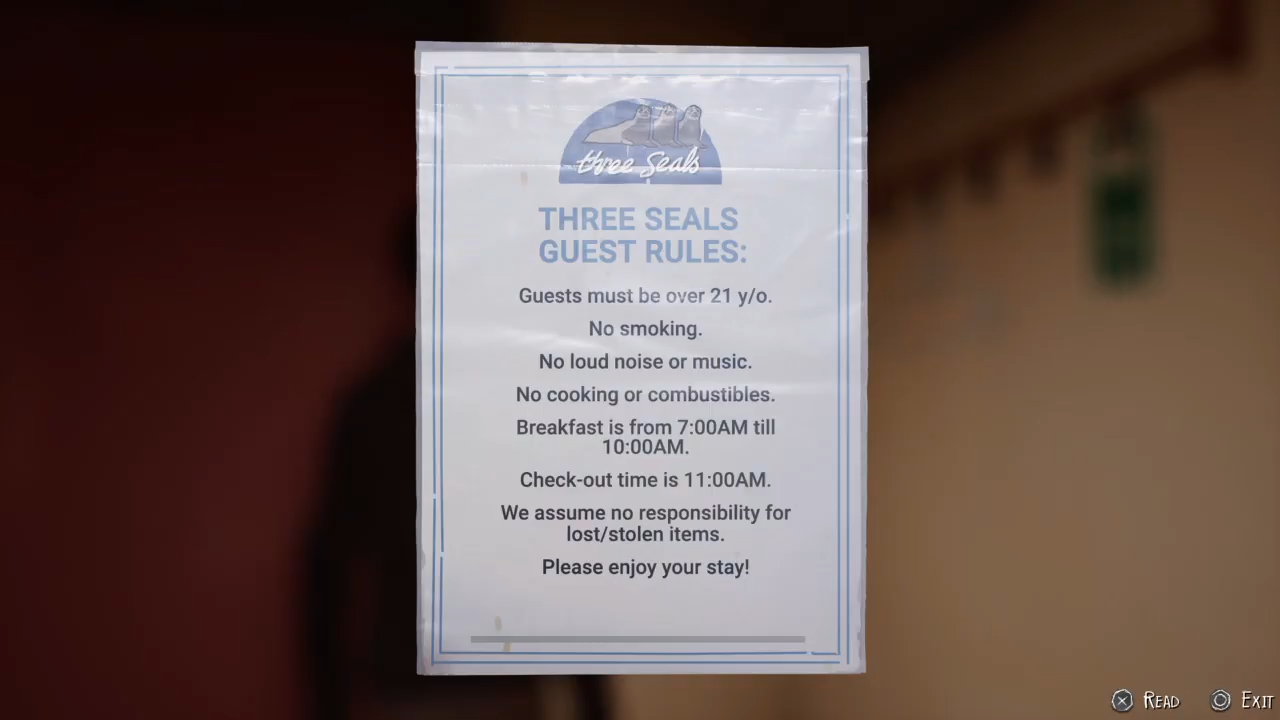 three Seals
THREE SEALS
GUEST RULES:
Guests must be over 21 y/o.
No smoking.
No loud noise or music.
No cooking or combustibles.
Breakfast is from 7:00AM till
10:00AM.
Check-out time is 11:00AM.
We assume no responsibility for
lost/stolen items.
Please enjoy your stay!
READ
EXIT